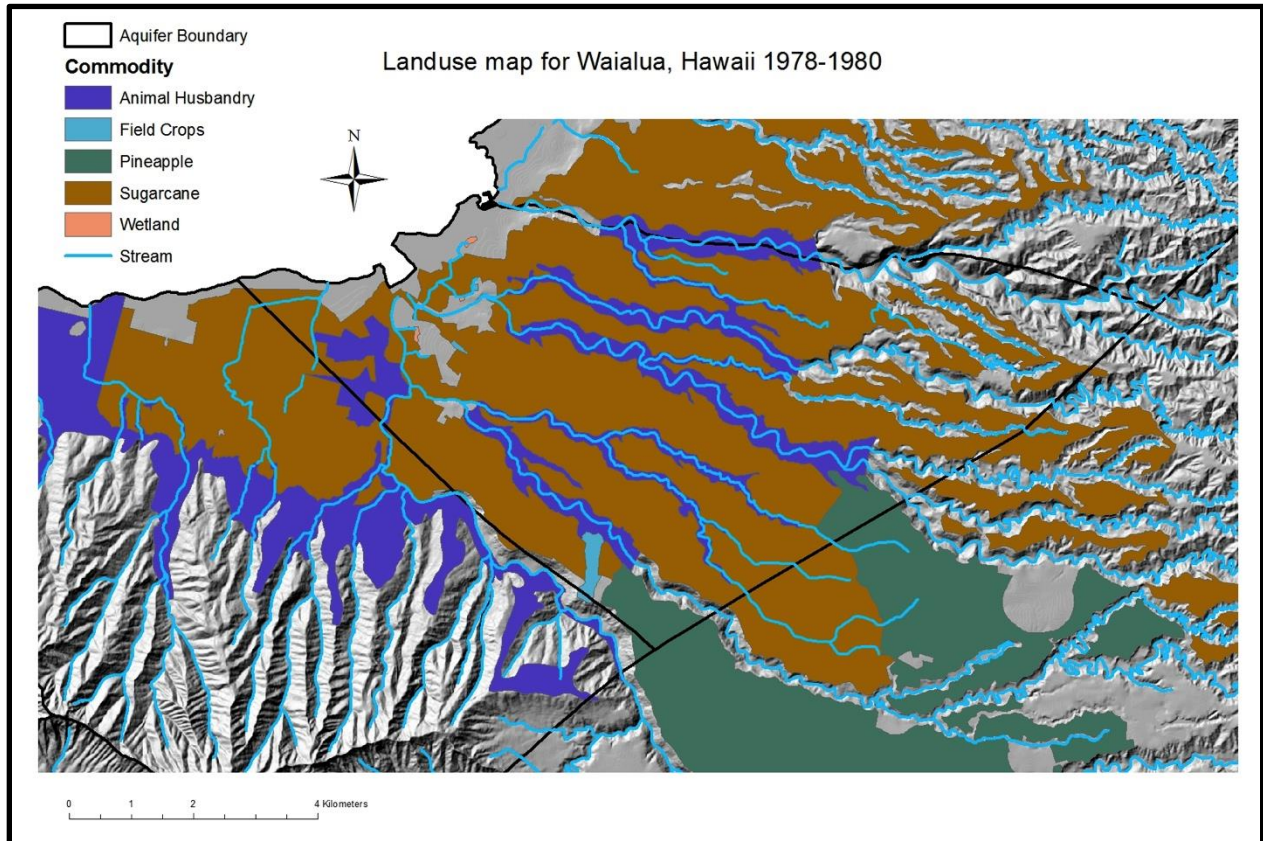 Aquifer Boundary
Commodity
Animal Husbandry
Field Crops
Pineapple
Sugarcane
Wetland
Stream
Landuse map for Waialua, Hawaii 1978-1980
N
0 1 2 4 Kilometers